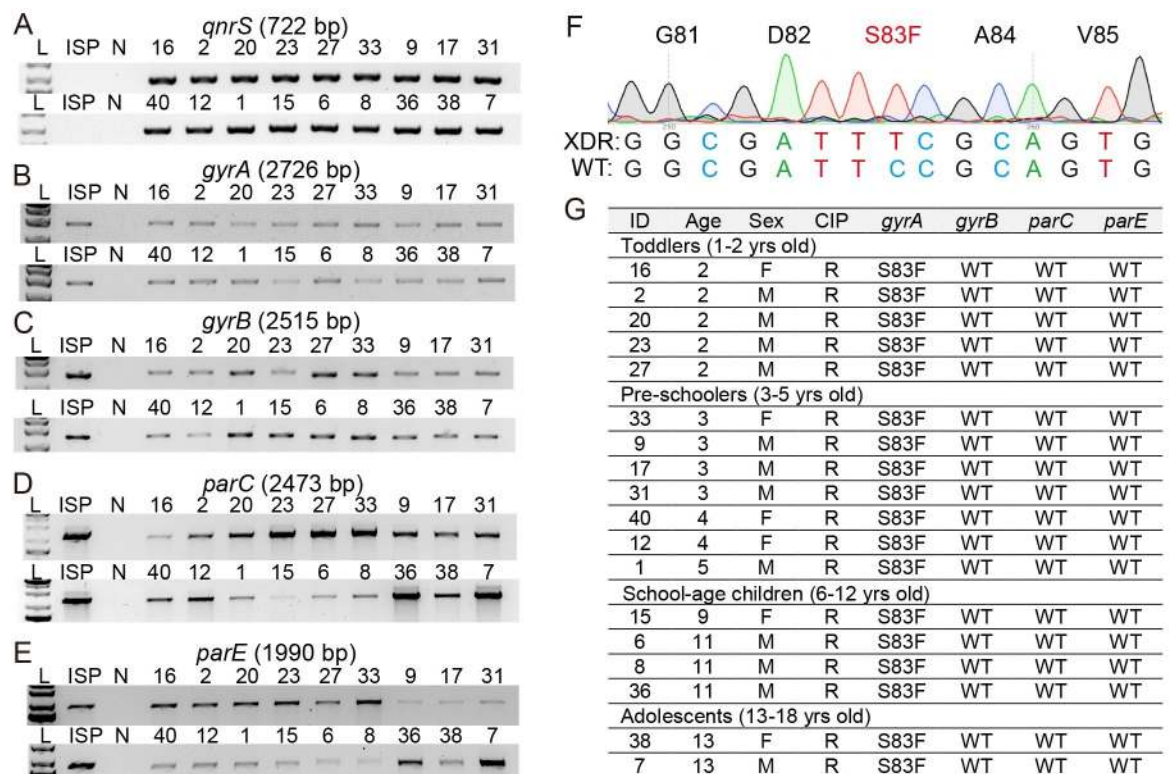 A
qnrS (722 bp)
L ISP N 16 2 20 23 27 33 9 17 31
L ISP N 40 12 1 15 6 8 36 38 7
B
gyrA (2726 bp)
L ISP N 16 2 20 23 27 33 9 17 31
L ISP N 40 12 1 15 6 8 36 38 7
C
gyrB (2515 bp)
L ISP N 16 2 20 23 27 33 9 17 31
L ISP N 40 12 1 15 6 8 36 38 7
D
parC (2473 bp)
L ISP N 16 2 20 23 27 33 9 17 31
L ISP N 40 12 1 15 6 8 36 38 7
E
parE (1990 bp)
L ISP N 16 2 20 23 27 33 9 17 31
L ISP N 40 12 1 15 6 8 36 38 7
F
G81 D82 S83F A84 V85
XDR: G G C G A T T T C G C A G T G
WT: G G C G A T T C C G C A G T G
G
ID Age Sex CIP gyrA gyrB parC parE
Toddlers (1-2 yrs old)
16 2 F R S83F WT WT WT
2 2 M R S83F WT WT WT
20 2 M R S83F WT WT WT
23 2 M R S83F WT WT WT
27 2 M R S83F WT WT WT
Pre-schoolers (3-5 yrs old)
33 3 F R S83F WT WT WT
9 3 M R S83F WT WT WT
17 3 M R S83F WT WT WT
31 3 M R S83F WT WT WT
40 4 F R S83F WT WT WT
12 4 F R S83F WT WT WT
1 5 M R S83F WT WT WT
School-age children (6-12 yrs old)
15 9 F R S83F WT WT WT
6 11 M R S83F WT WT WT
8 11 M R S83F WT WT WT
36 11 M R S83F WT WT WT
Adolescents (13-18 yrs old)
38 13 F R S83F WT WT WT
7 13 M R S83F WT WT WT